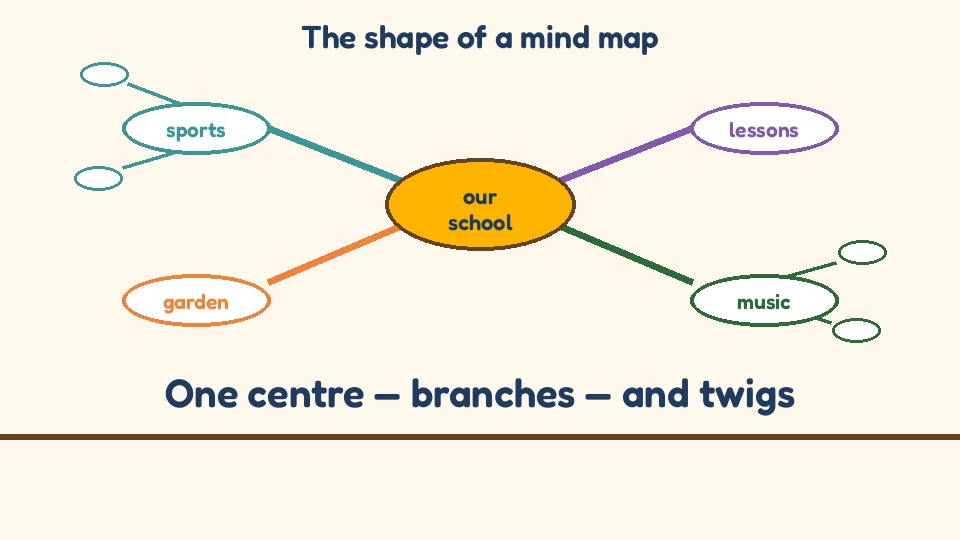 The shape of a mind map
sports
lessons
our
school
garden
music
One centre — branches — and twigs